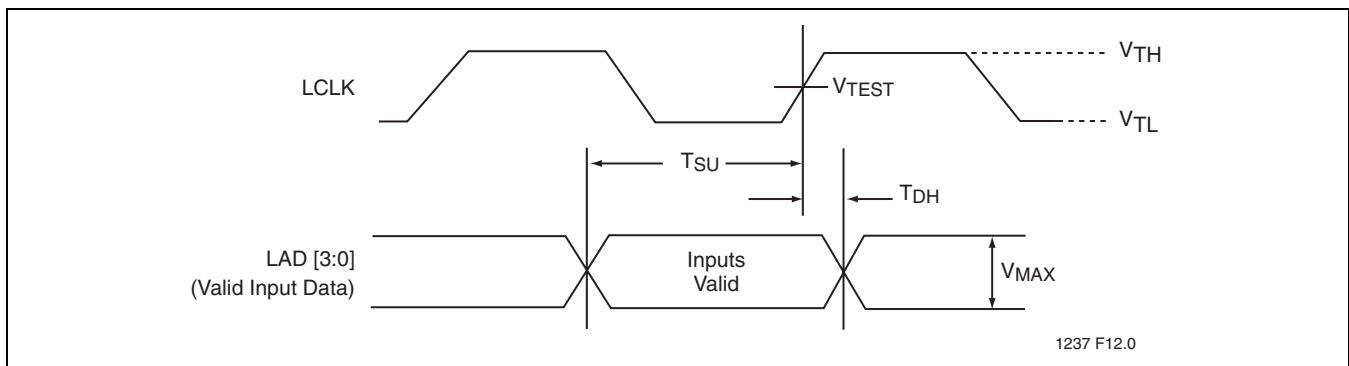 LCLK
VTH
VTEST
VTL
TSU
TDH
LAD [3:0]
(Valid Input Data)
Inputs
Valid
VMAX
1237 F12.0